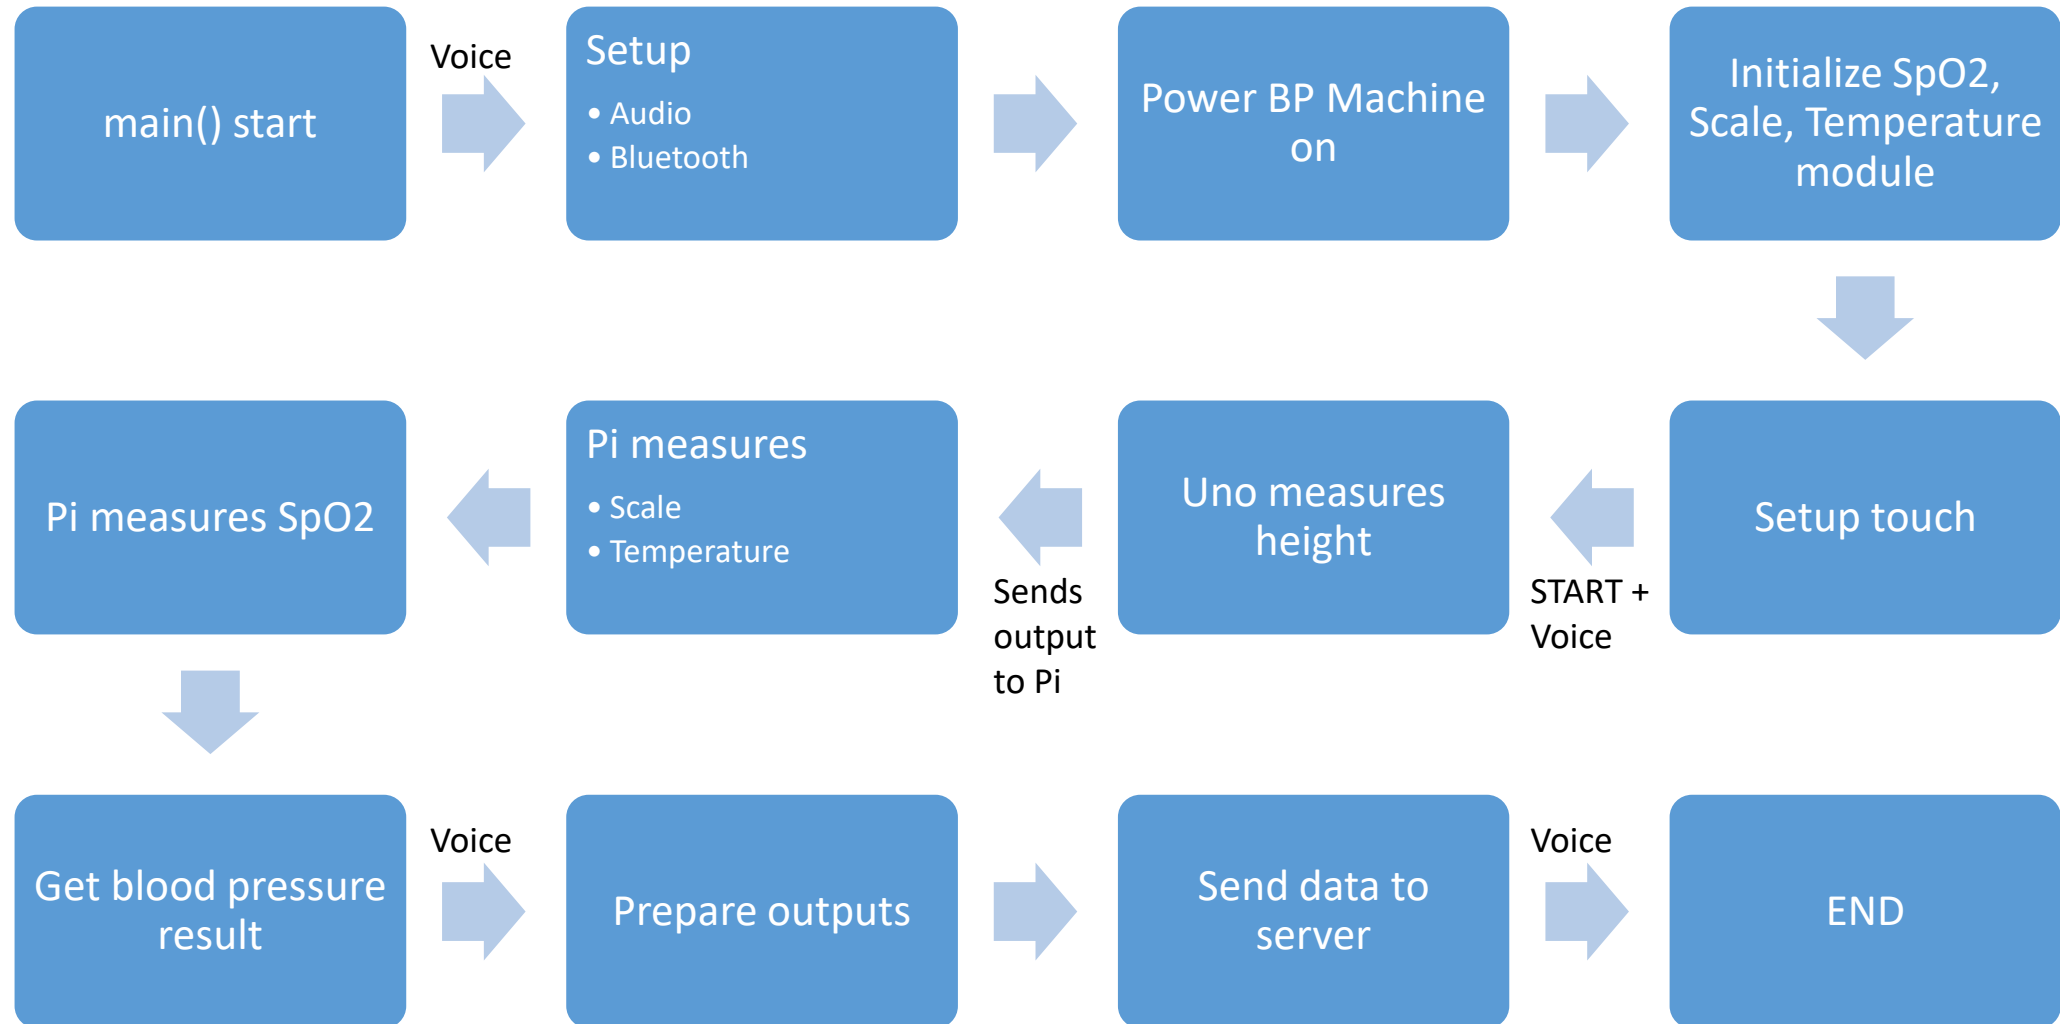 main() start
Voice
Setup
• Audio
• Bluetooth
Power BP Machine
on
Initialize SpO2,
Scale, Temperature
module
Setup touch
START +
Voice
Uno measures
height
Sends
output
to Pi
Pi measures
• Scale
• Temperature
Pi measures SpO2
Get blood pressure
result
Voice
Prepare outputs
Send data to
server
Voice
END